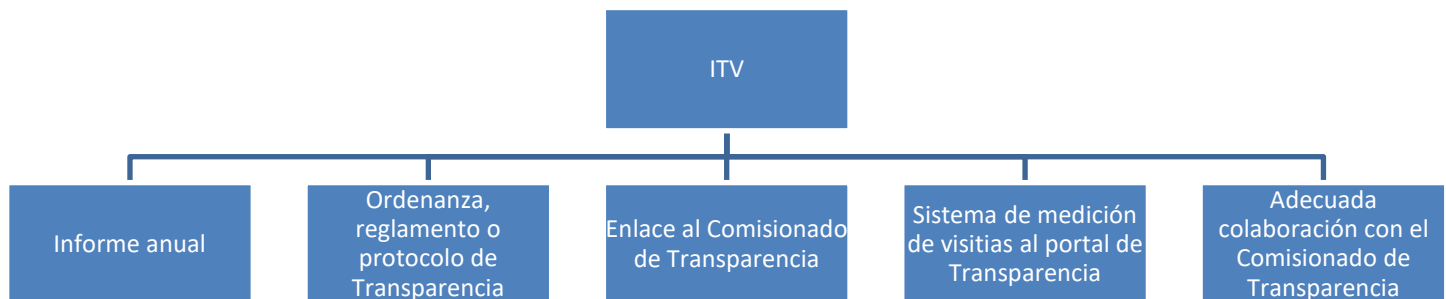 ITV
Informe anual
Ordenanza,
reglamento o
protocolo de
Transparencia
Enlace al Comisionado
de Transparencia
Sistema de medición
de visitias al portal de
Transparencia
Adecuada
colaboración con el
Comisionado de
Transparencia